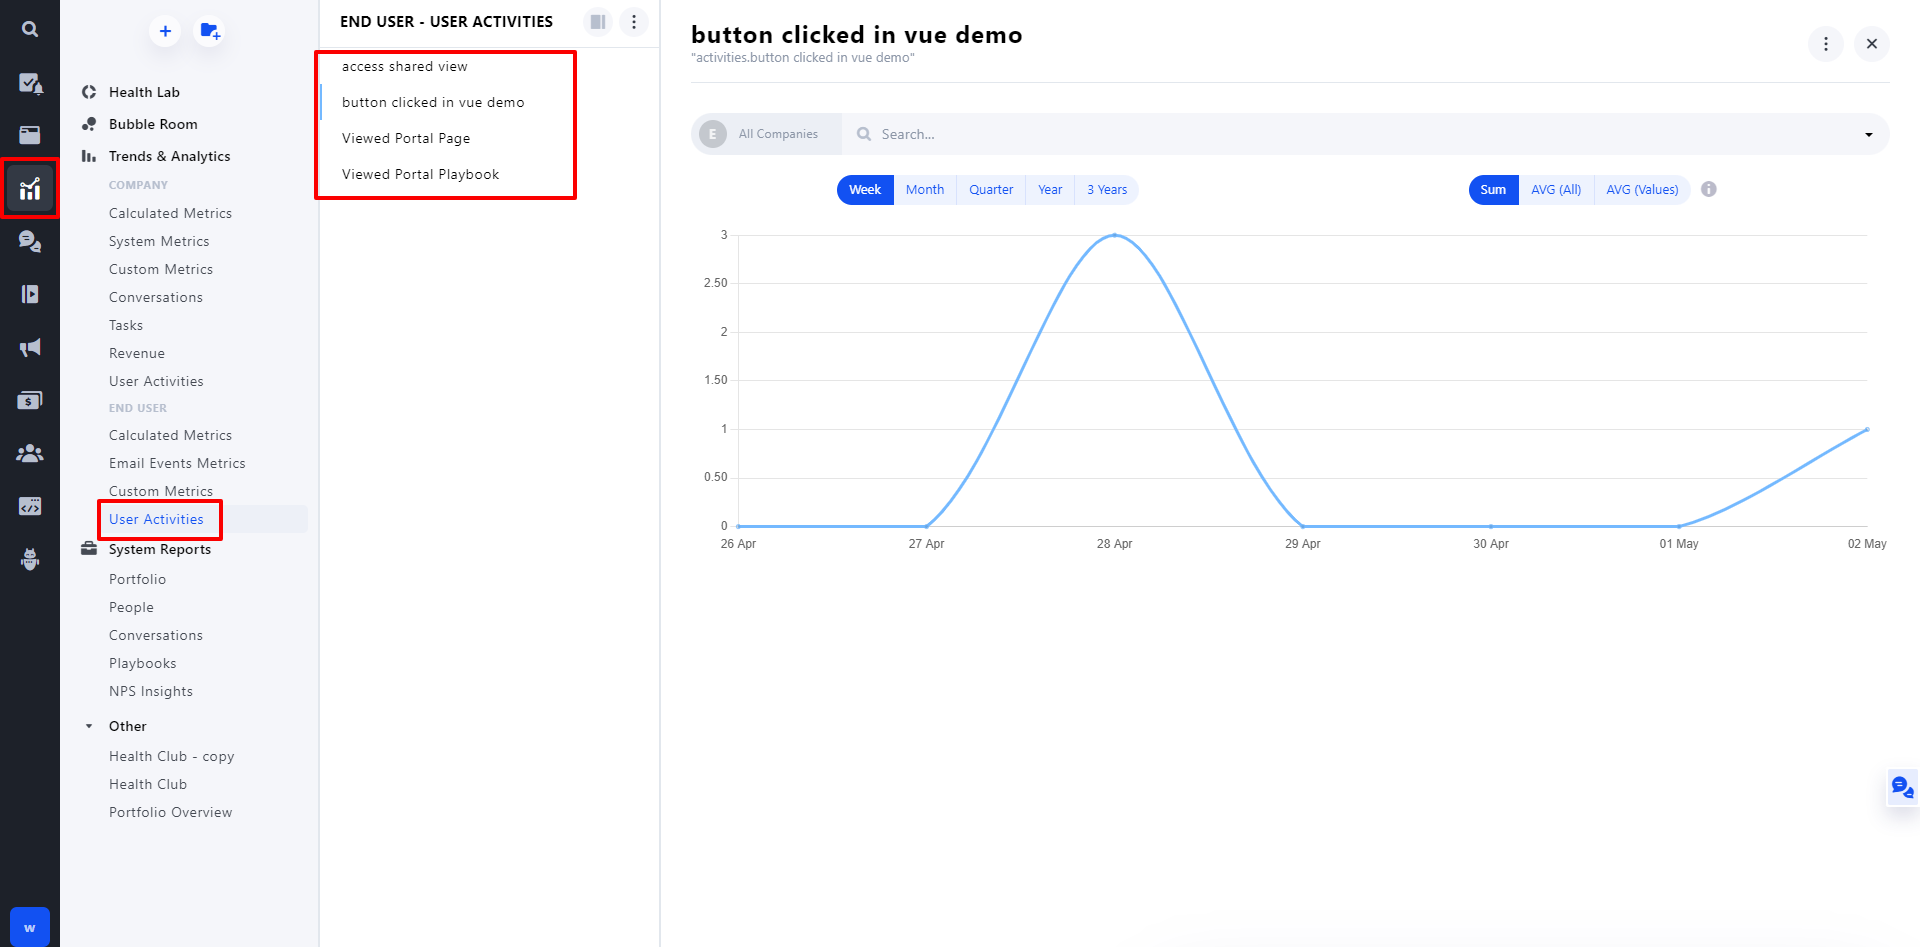 Health Lab
Bubble Room
Trends & Analytics
COMPANY
Calculated Metrics
System Metrics
Custom Metrics
Conversations
Tasks
Revenue
User Activities
END USER
Calculated Metrics
Email Events Metrics
Custom Metrics
User Activities
System Reports
Portfolio
People
Conversations
Playbooks
NPS Insights
Other
Health Club - copy
Health Club
Portfolio Overview
w
END USER - USER ACTIVITIES
access shared view
button clicked in vue demo
Viewed Portal Page
Viewed Portal Playbook
button clicked in vue demo
"activities.button clicked in vue demo"
E All Companies Search...
Week Month Quarter Year 3 Years Sum AVG (All) AVG (Values)
3
2.50
2
1.50
1
0.50
0
26 Apr 27 Apr 28 Apr 29 Apr 30 Apr 01 May 02 May